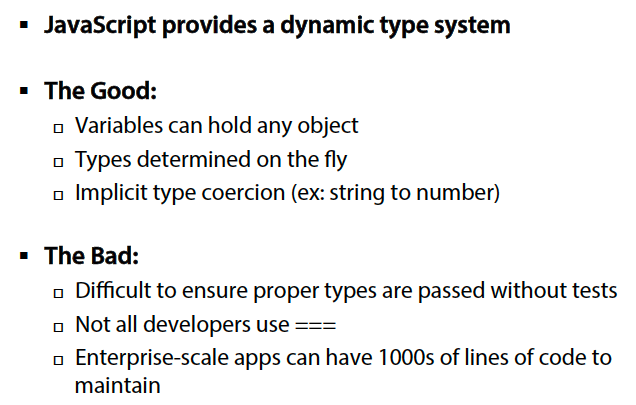 ▪ JavaScript provides a dynamic type system
▪ The Good:
□ Variables can hold any object
□ Types determined on the fly
□ Implicit type coercion (ex: string to number)
▪ The Bad:
□ Difficult to ensure proper types are passed without tests
□ Not all developers use ===
□ Enterprise-scale apps can have 1000s of lines of code to
maintain